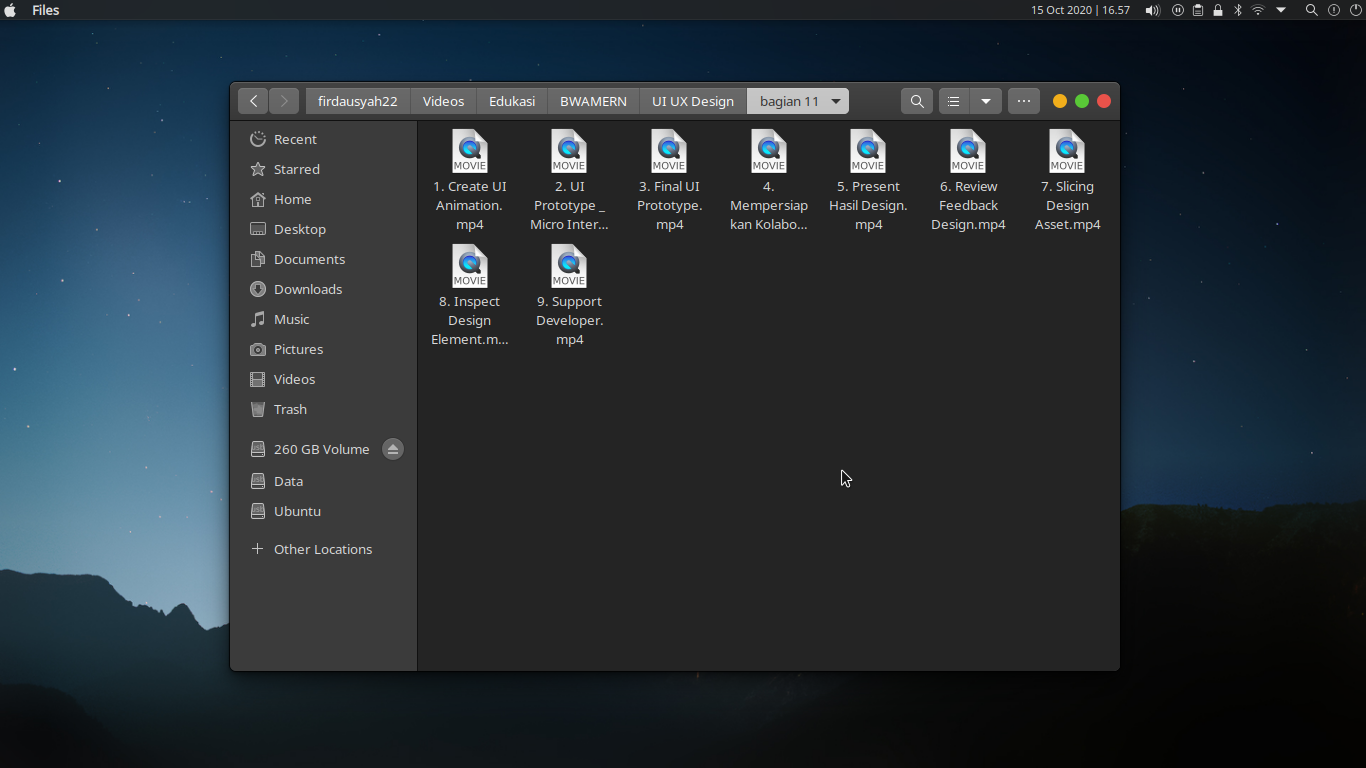 Files
15 Oct 2020 | 16.57
firdausyah22
Videos
Edukasi
BWAMERN
UI UX Design
bagian 11
Recent
Starred
Home
Desktop
Documents
Downloads
Music
Pictures
Videos
Trash
260 GB Volume
Data
Ubuntu
Other Locations
MOVIE
1. Create UI
Animation.
mp4
MOVIE
2. UI
Prototype _
Micro Inter...
MOVIE
3. Final UI
Prototype.
mp4
MOVIE
4.
Mempersiap
kan Kolabo...
MOVIE
5. Present
Hasil Design.
mp4
MOVIE
6. Review
Feedback
Design.mp4
MOVIE
7. Slicing
Design
Asset.mp4
MOVIE
8. Inspect
Design
Element.m...
MOVIE
9. Support
Developer.
mp4